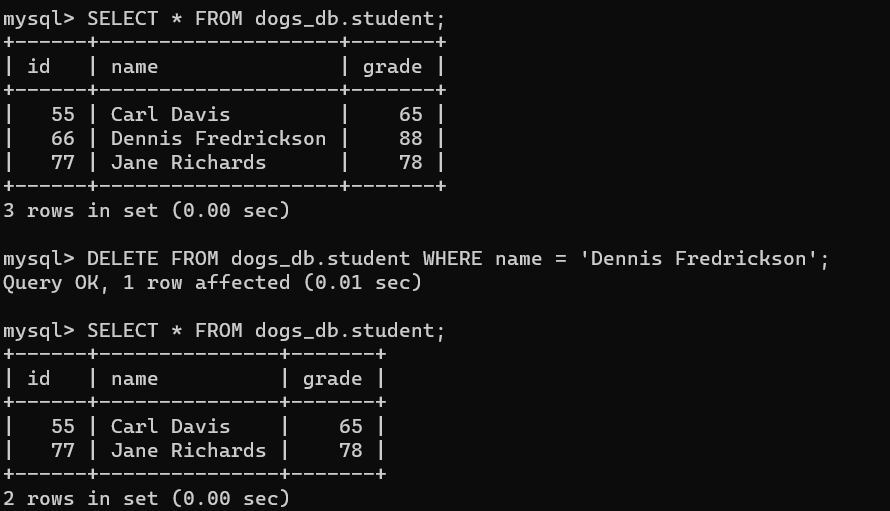 mysql> SELECT * FROM dogs_db.student;
+------+-------------------+-------+
| id   | name              | grade |
+------+-------------------+-------+
|   55 | Carl Davis        |    65 |
|   66 | Dennis Fredrickson |    88 |
|   77 | Jane Richards     |    78 |
+------+-------------------+-------+
3 rows in set (0.00 sec)

mysql> DELETE FROM dogs_db.student WHERE name = 'Dennis Fredrickson';
Query OK, 1 row affected (0.01 sec)

mysql> SELECT * FROM dogs_db.student;
+------+---------------+-------+
| id   | name          | grade |
+------+---------------+-------+
|   55 | Carl Davis    |    65 |
|   77 | Jane Richards |    78 |
+------+---------------+-------+
2 rows in set (0.00 sec)